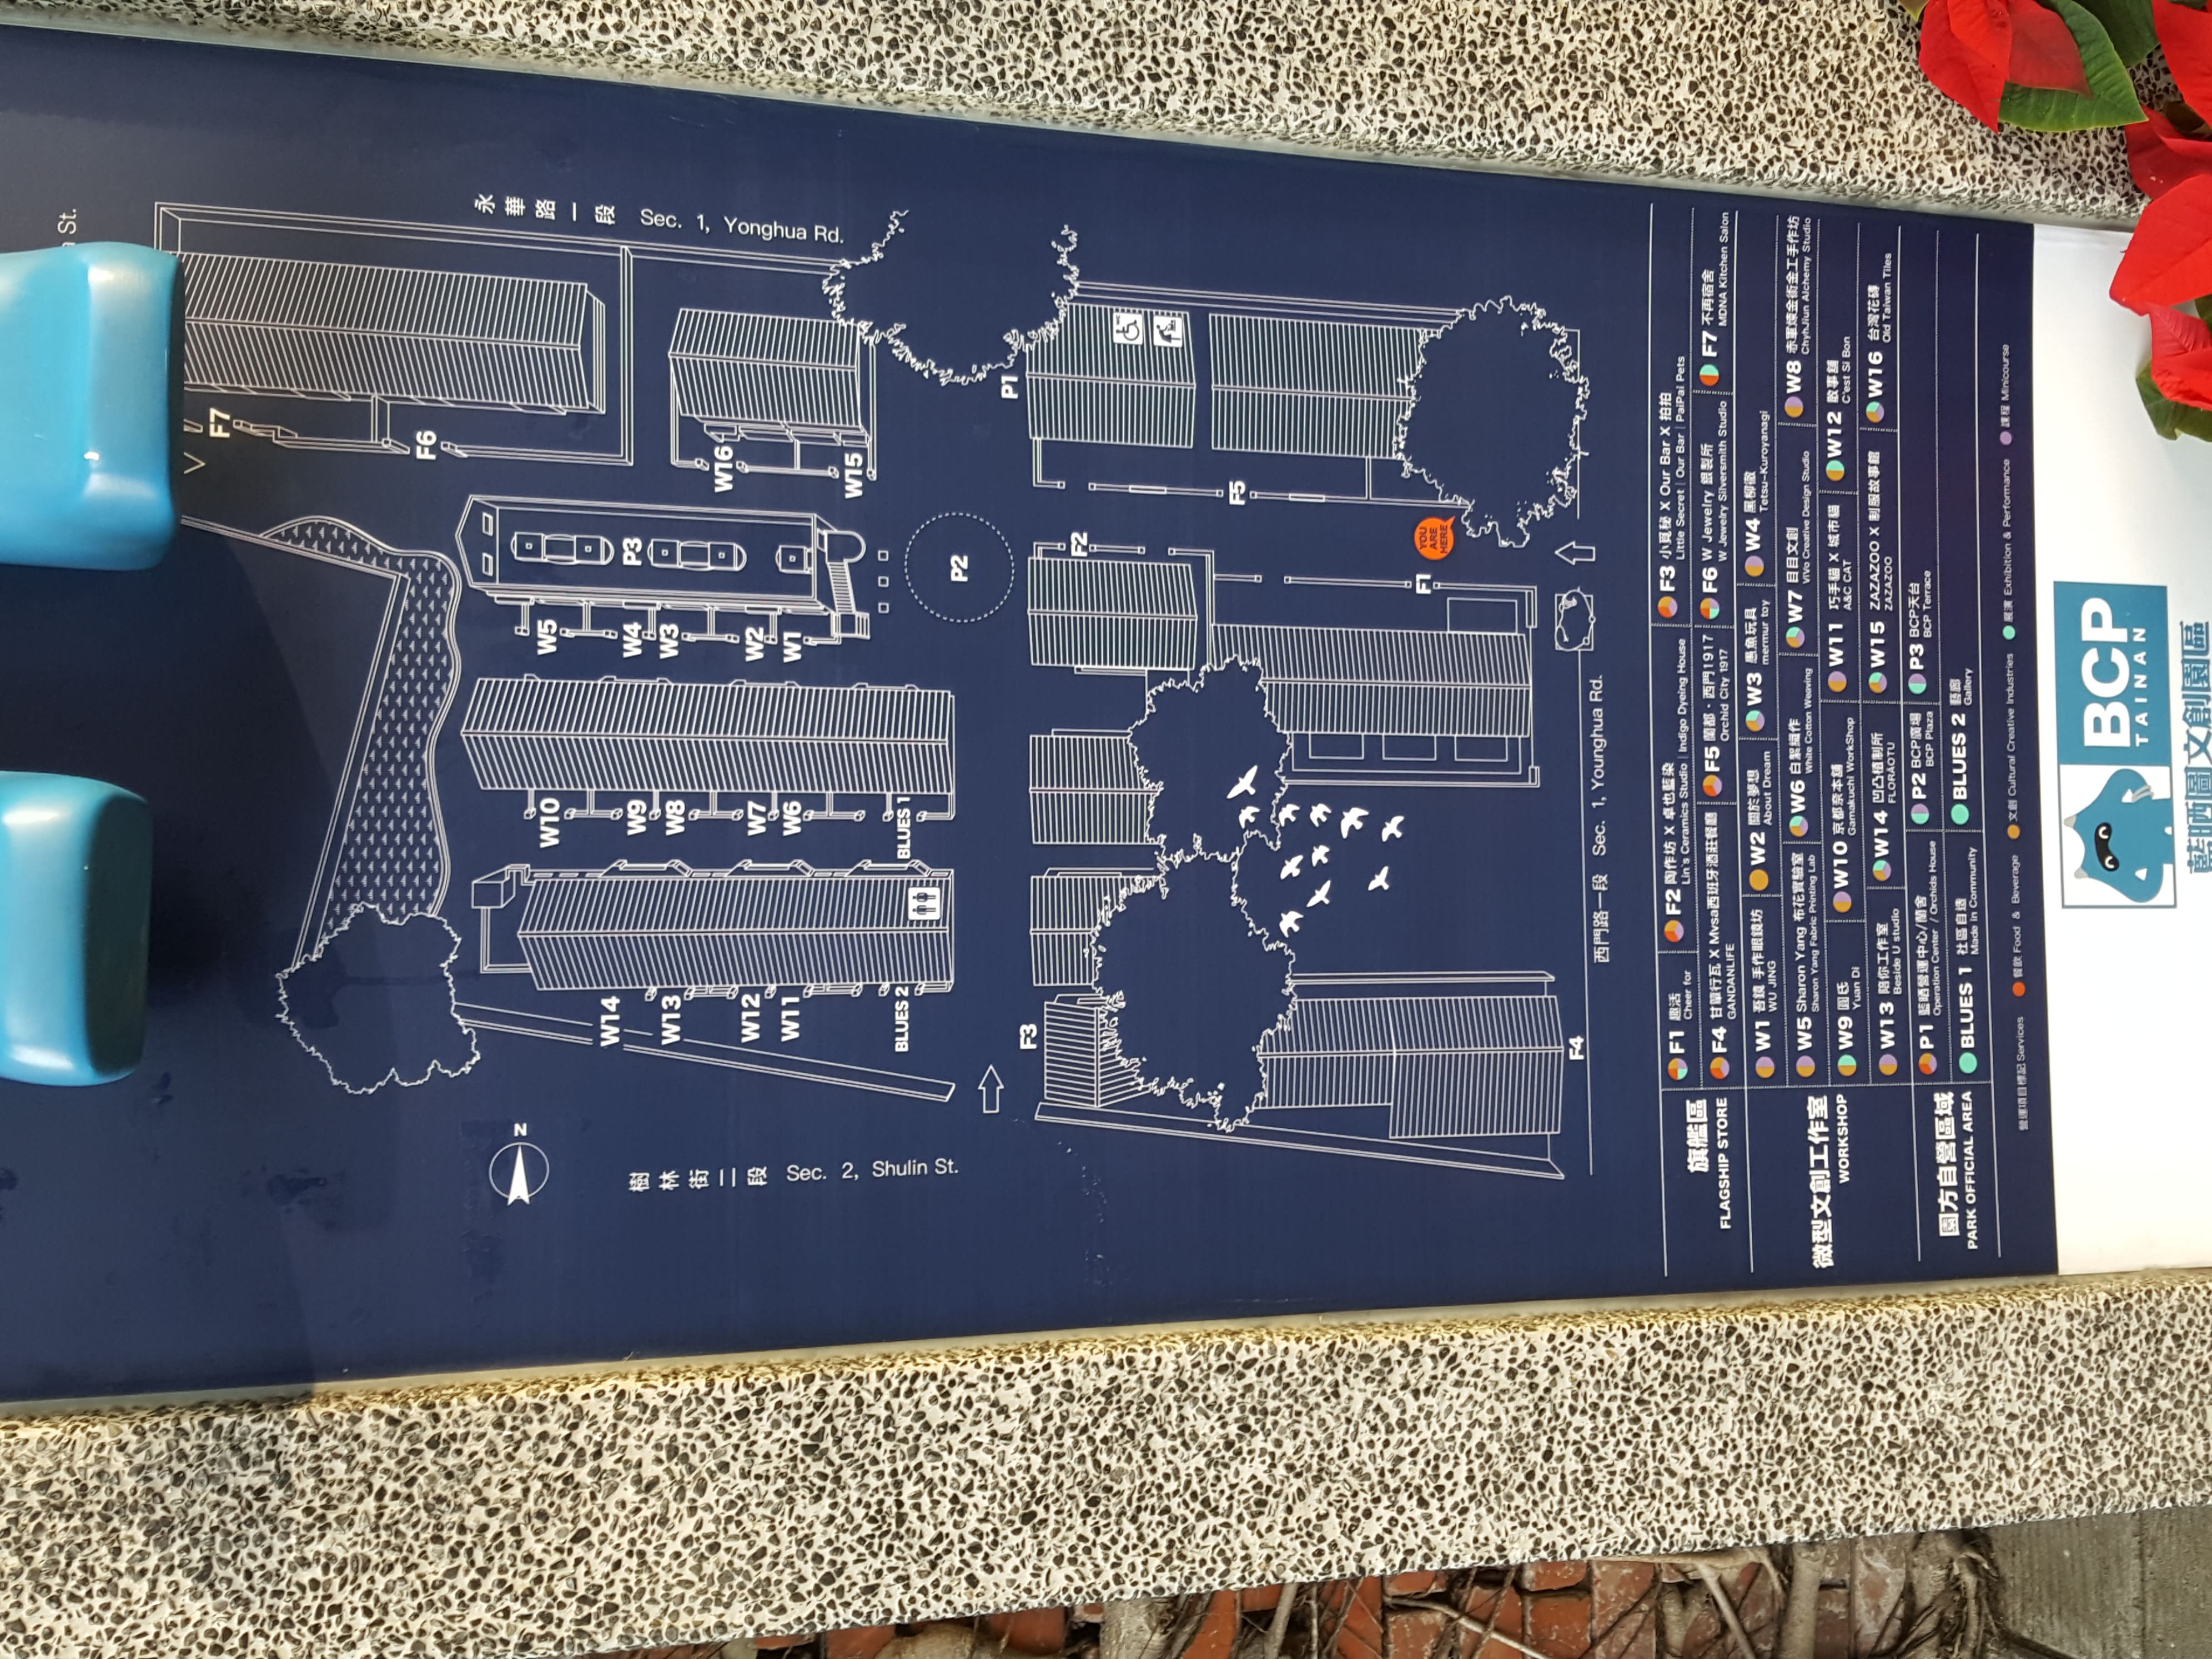 n St.
永華路一段 Sec. 1, Yonghua Rd.
F7
F6
W16
W15
P3
W5
W4
W3
W2
W1
P2
W10
W9
W8
W7
W6
BLUES 1
W14
W13
W12
W11
BLUES 2
P1
F5
F2
YOU ARE HERE
F1
F3
F4
N
樹林街二段 Sec. 2, Shulin St.
西門路一段 Sec. 1, Younghua Rd.
旗艦區
FLAGSHIP STORE
F1 趣活
Cheer for
F2 陶作坊 X 卓也藍染
Lin's Ceramics Studio | Indigo Dyeing House
F3 小覓秘 X Our Bar X 拍拍
Little Secret | Our Bar | PaiPai Pets
F4 甘單行瓦 X Mvsa西班牙酒莊餐廳
GANDANLIFE
F5 蘭都・西門1917
Orchid City 1917
F6 W Jewelry 銀製所
W Jewelry Silversmith Studio
F7 不再宿舍
MDNA Kitchen Salon
微型文創工作室
WORKSHOP
W1 吾鏡 手作眼鏡坊
WU JING
W2 關於夢想
About Dream
W3 愚魚玩具
mermur toy
W4 黑柳徹
Tetsu-Kuroyanagi
W5 Sharon Yang 布花實驗室
Sharon Yang Fabric Printing Lab
W6 白絮織作
White Cotton Weaving
W7 目目文創
ViVo Creative Design Studio
W8 赤軍煉金術金工手作坊
ChyhJiun Alchemy Studio
W9 圓氏
Yuan Di
W10 京都奈本舖
Gamakuchi WorkShop
W11 巧手貓 X 城市貓
A&C CAT
W12 敢事舖
C'est Si Bon
W13 陪你工作室
Beside U studio
W14 凹凸植制所
FLORAOTU
W15 ZAZAZOO X 制服故事館
ZAZAZOO
W16 台灣花磚
Old Taiwan Tiles
園方自營區域
PARK OFFICIAL AREA
P1 藍晒營運中心/蘭舍
Operation Center / Orchids House
P2 BCP廣場
BCP Plaza
P3 BCP天台
BCP Terrace
BLUES 1 社區自造
Made in Community
BLUES 2 藝廊
Gallery
營運項目標記 Services 餐飲 Food & Beverage 文創 Cultural Creative Industries 展演 Exhibition & Performance 課程 Minicourse
BCP
TAINAN
藍晒圖文創園區